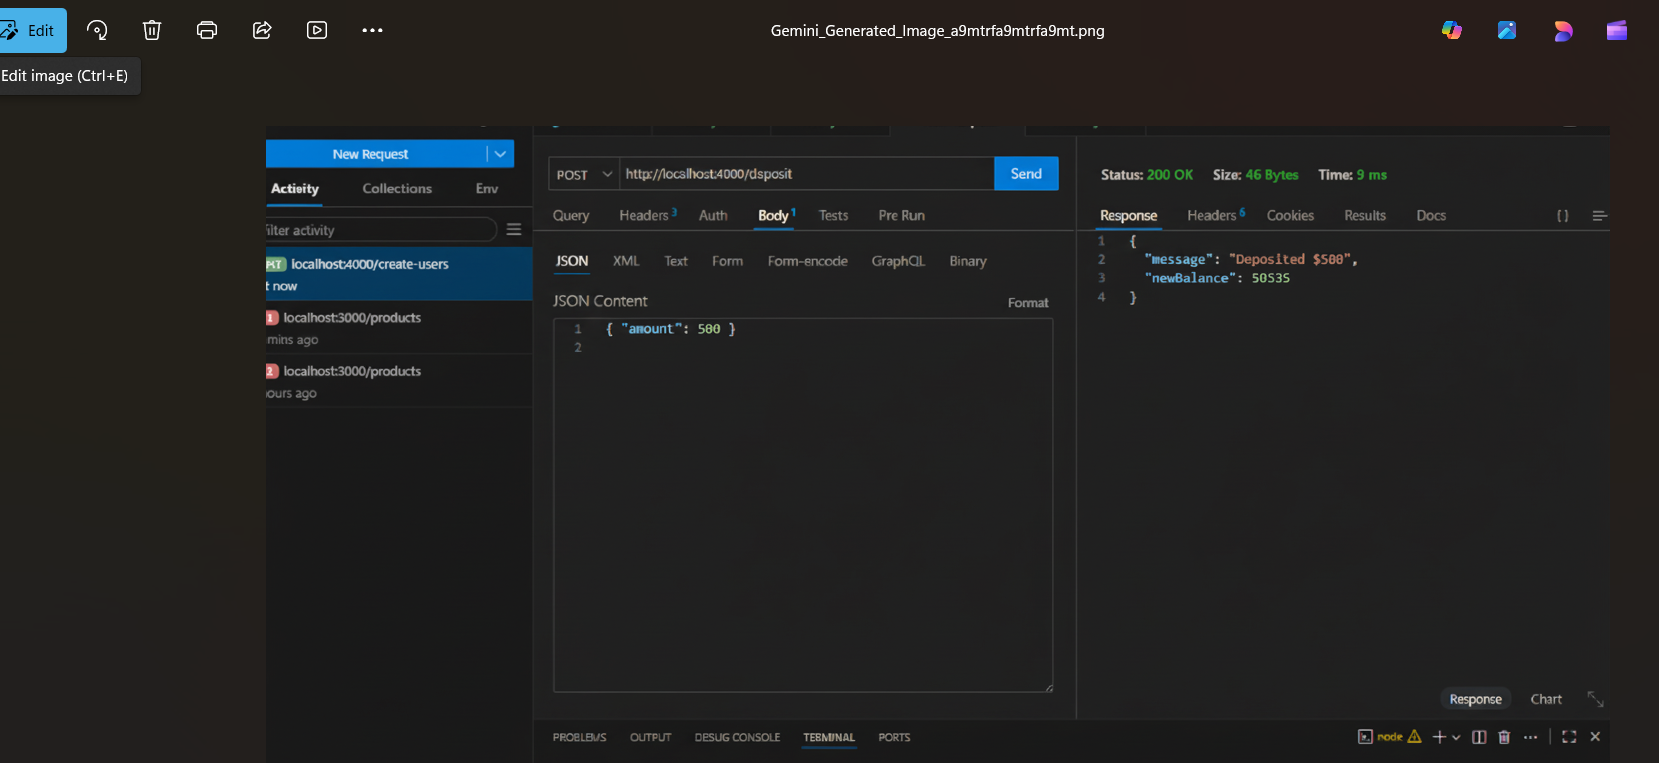 Edit
Gemini_Generated_Image_a9mtrfa9mtrfa9mt.png
Edit image (Ctrl+E)
New Request
Activity Collections Env
filter activity
localhost:4000/create-users
t now
1 localhost:3000/products
mins ago
2 localhost:3000/products
ours ago
POST http://localhost:4000/dsposit Send
Query Headers 3 Auth Body 1 Tests Pre Run
JSON XML Text Form Form-encode GraphQL Binary
JSON Content Format
1 { "amount": 500 }
2
Status: 200 OK Size: 46 Bytes Time: 9 ms
Response Headers 6 Cookies Results Docs { }
1 {
2 "message": "Deposited $500",
3 "newBalance": 50535
4 }
Response Chart
PROBLEMS OUTPUT DEBUG CONSOLE TERMINAL PORTS
node